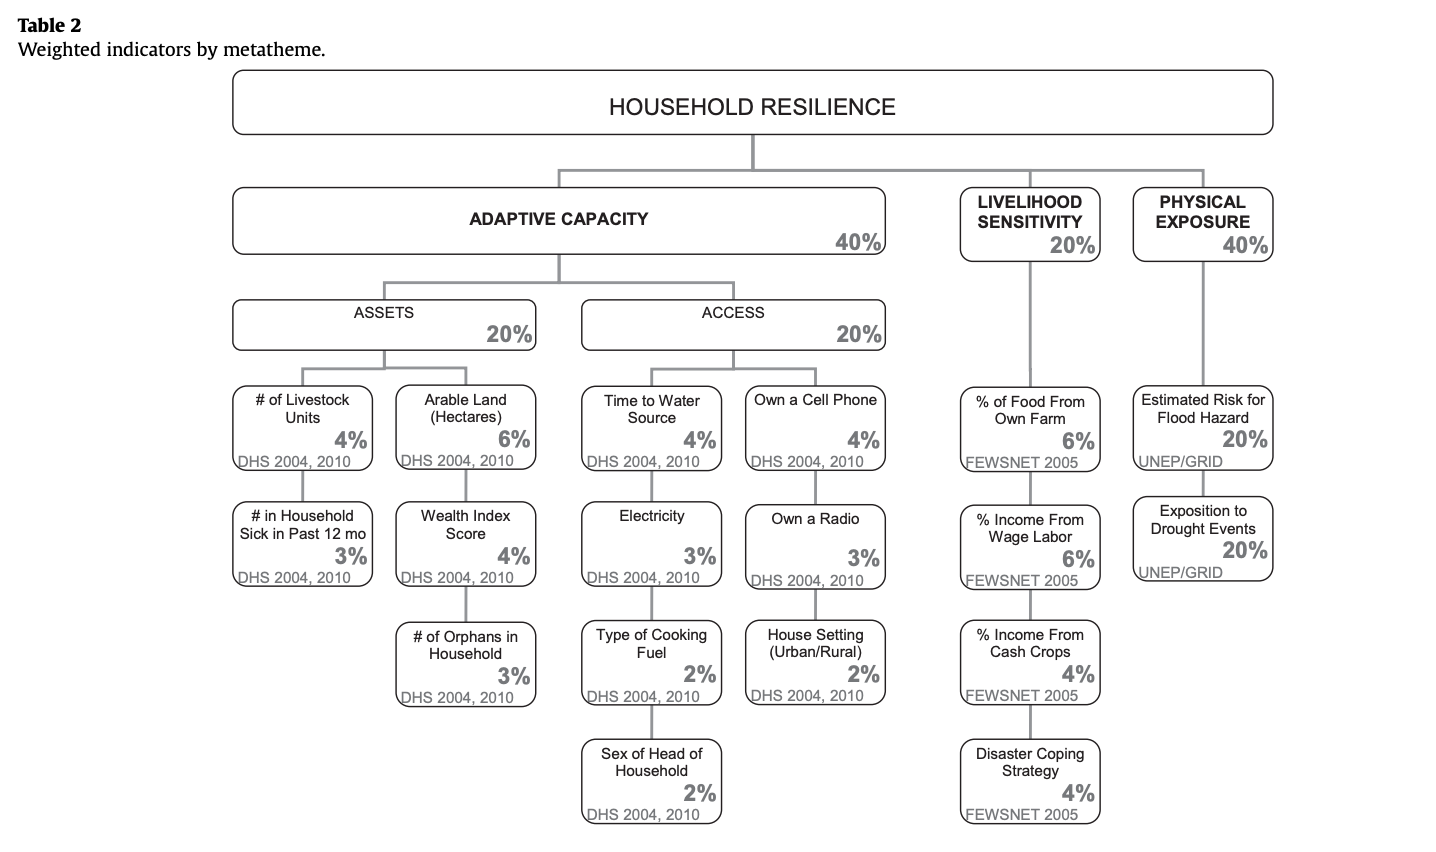 Table 2
Weighted indicators by metatheme.
HOUSEHOLD RESILIENCE
ADAPTIVE CAPACITY
40%
LIVELIHOOD
SENSITIVITY
20%
PHYSICAL
EXPOSURE
40%
ASSETS
20%
ACCESS
20%
# of Livestock
Units
4%
DHS 2004, 2010
# in Household
Sick in Past 12 mo
3%
DHS 2004, 2010
Arable Land
(Hectares)
6%
DHS 2004, 2010
Wealth Index
Score
4%
DHS 2004, 2010
# of Orphans in
Household
3%
DHS 2004, 2010
Time to Water
Source
4%
DHS 2004, 2010
Electricity
3%
DHS 2004, 2010
Type of Cooking
Fuel
2%
DHS 2004, 2010
Sex of Head of
Household
2%
DHS 2004, 2010
Own a Cell Phone
4%
DHS 2004, 2010
Own a Radio
3%
DHS 2004, 2010
House Setting
(Urban/Rural)
2%
DHS 2004, 2010
% of Food From
Own Farm
6%
FEWSNET 2005
% Income From
Wage Labor
6%
FEWSNET 2005
% Income From
Cash Crops
4%
FEWSNET 2005
Disaster Coping
Strategy
4%
FEWSNET 2005
Estimated Risk for
Flood Hazard
20%
UNEP/GRID
Exposition to
Drought Events
20%
UNEP/GRID